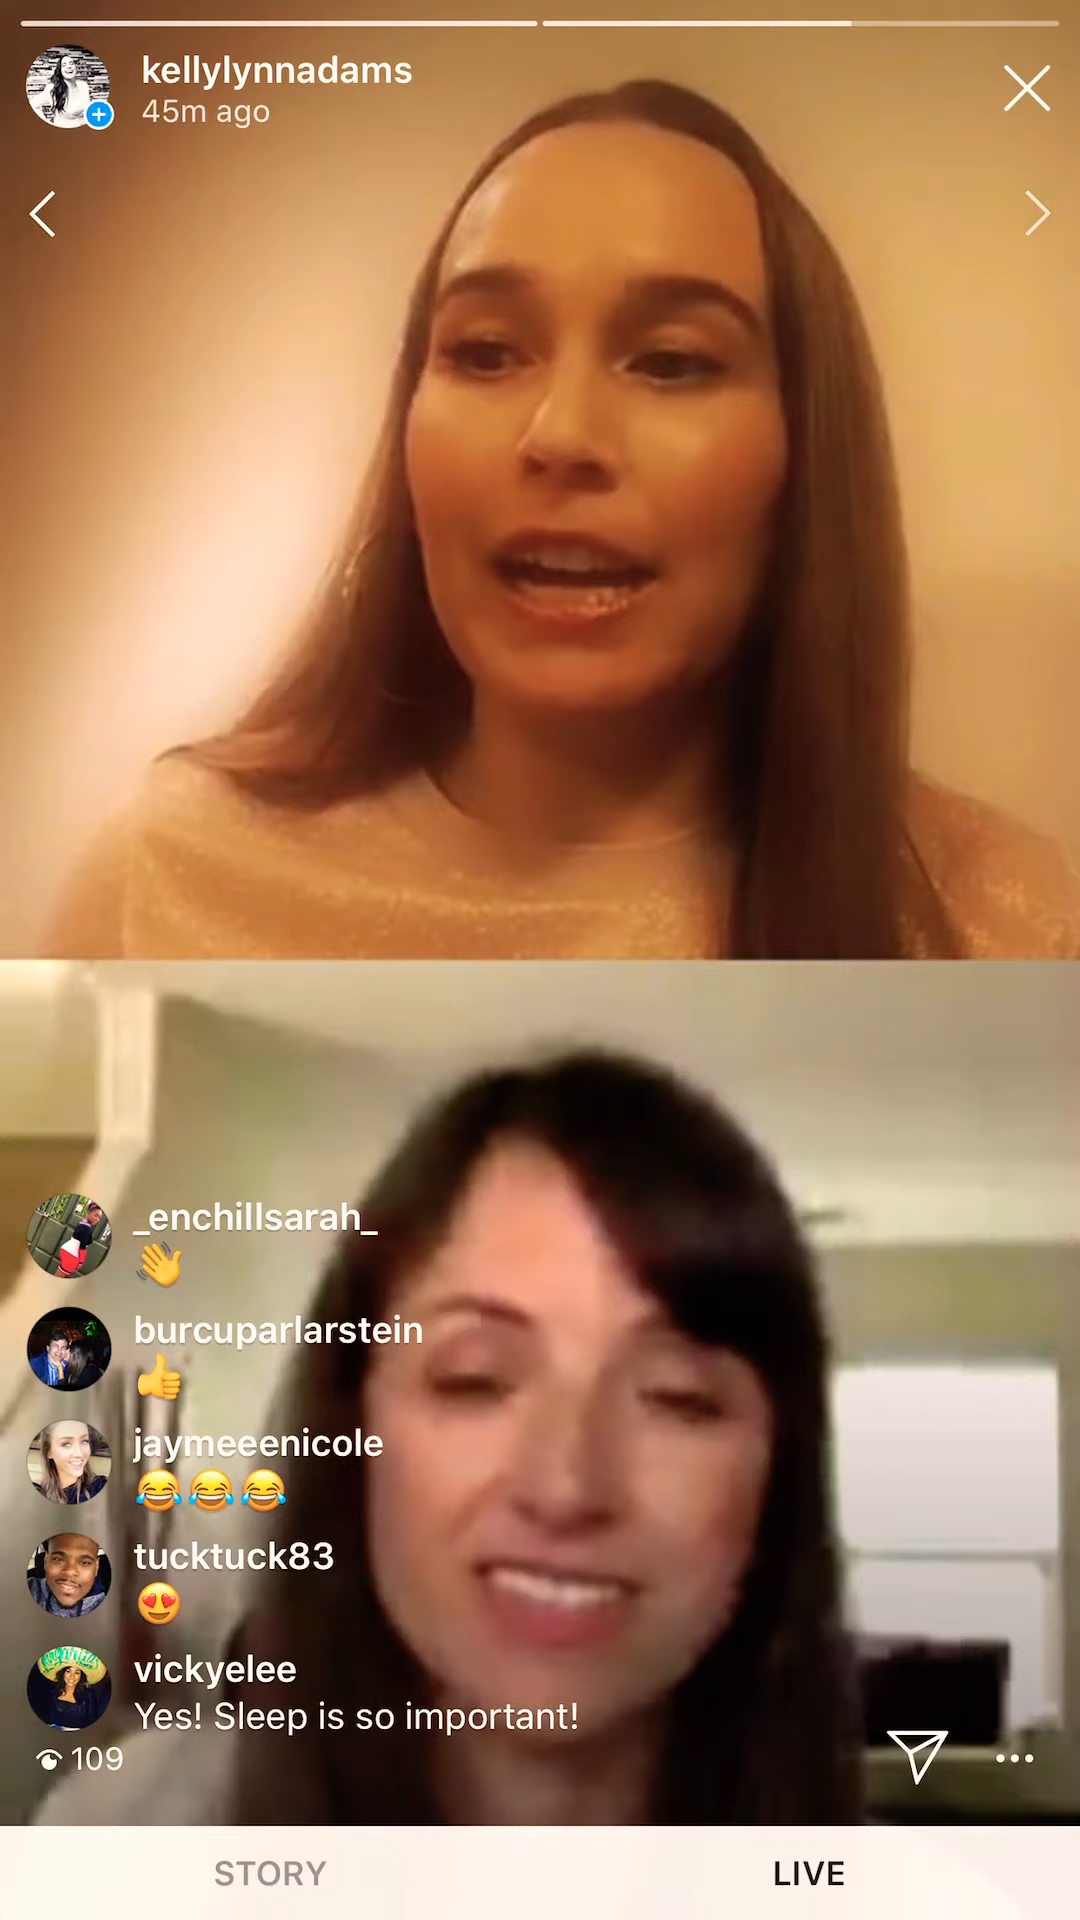 kellylynnadams
45m ago
_enchillsarah_
👋
burcuparlarstein
👍
jaymeeenicole
😂😂😂
tucktuck83
😍
vickyelee
Yes! Sleep is so important!
109
STORY
LIVE